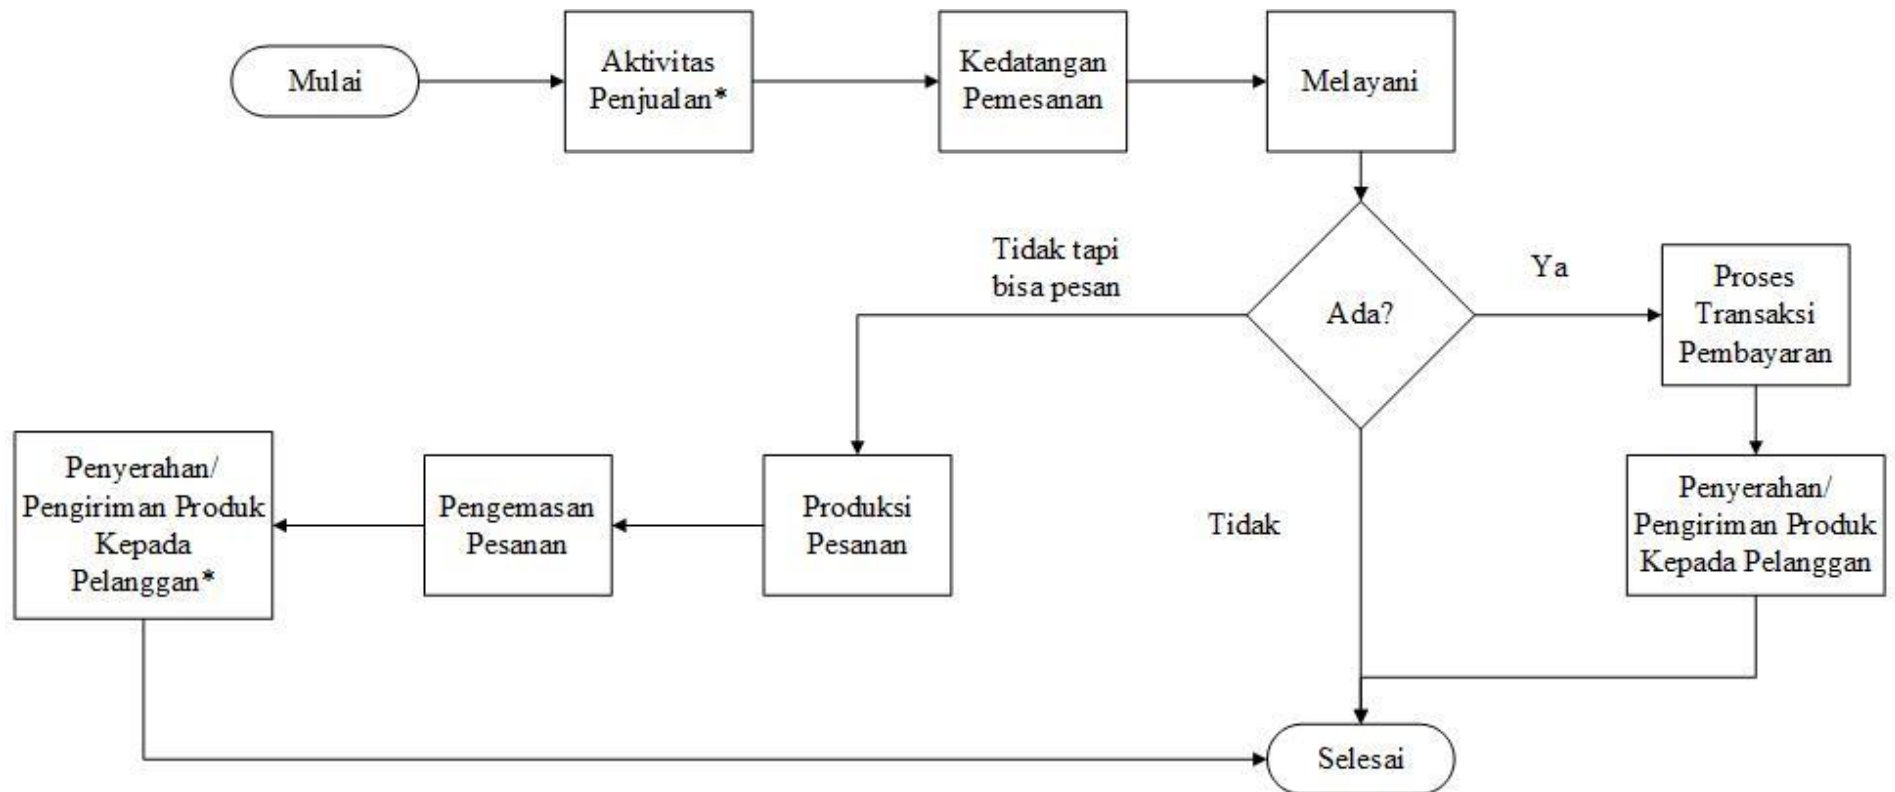 Mulai
Aktivitas
Penjualan*
Kedatangan
Pemesanan
Melayani
Tidak tapi
bisa pesan
Ada?
Ya
Proses
Transaksi
Pembayaran
Penyerahan/
Pengiriman Produk
Kepada
Pelanggan*
Pengemasan
Pesanan
Produksi
Pesanan
Tidak
Penyerahan/
Pengiriman Produk
Kepada Pelanggan
Selesai